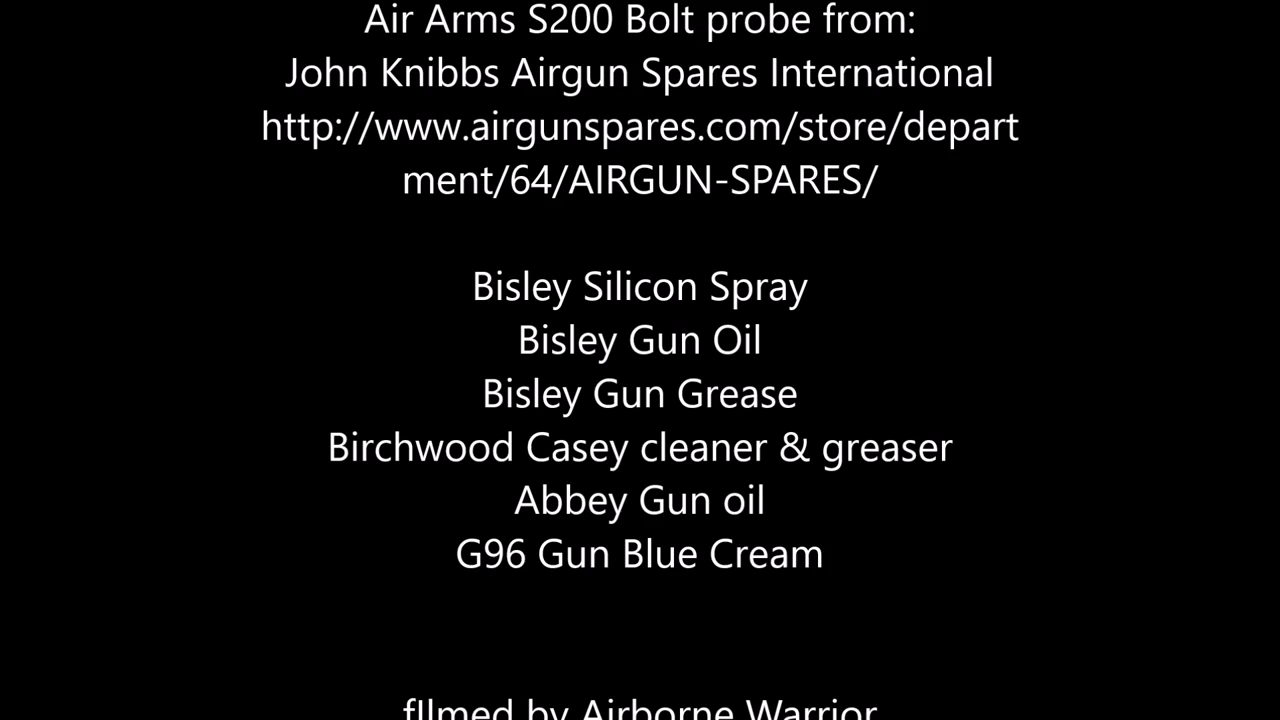 Air Arms S200 Bolt probe from:
John Knibbs Airgun Spares International
http://www.airgunspares.com/store/depart
ment/64/AIRGUN-SPARES/
Bisley Silicon Spray
Bisley Gun Oil
Bisley Gun Grease
Birchwood Casey cleaner & greaser
Abbey Gun oil
G96 Gun Blue Cream
fIlmed by Airborne Warrior